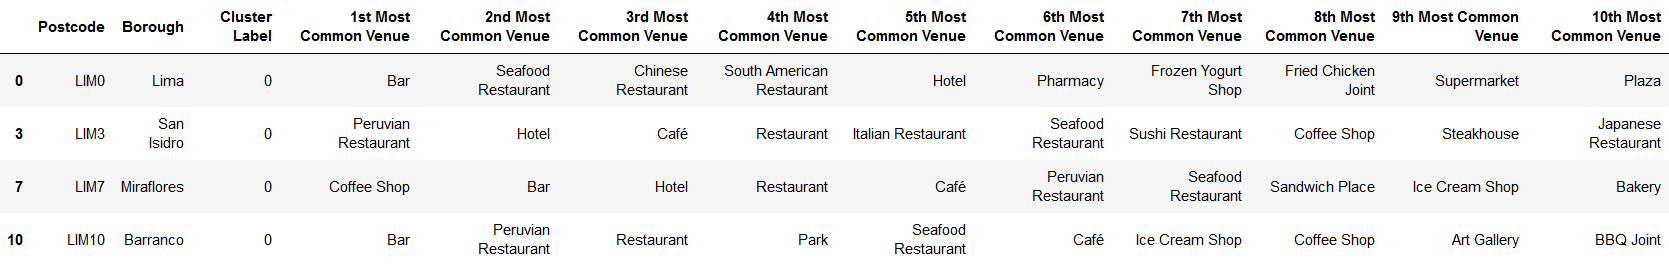 Postcode Borough Cluster Label 1st Most Common Venue 2nd Most Common Venue 3rd Most Common Venue 4th Most Common Venue 5th Most Common Venue 6th Most Common Venue 7th Most Common Venue 8th Most Common Venue 9th Most Common Venue 10th Most Common Venue
0 LIM0 Lima 0 Bar Seafood Restaurant Chinese Restaurant South American Restaurant Hotel Pharmacy Frozen Yogurt Shop Fried Chicken Joint Supermarket Plaza
3 LIM3 San Isidro 0 Peruvian Restaurant Hotel Café Restaurant Italian Restaurant Seafood Restaurant Sushi Restaurant Coffee Shop Steakhouse Japanese Restaurant
7 LIM7 Miraflores 0 Coffee Shop Bar Hotel Restaurant Café Peruvian Restaurant Seafood Restaurant Sandwich Place Ice Cream Shop Bakery
10 LIM10 Barranco 0 Bar Peruvian Restaurant Restaurant Park Seafood Restaurant Café Ice Cream Shop Coffee Shop Art Gallery BBQ Joint